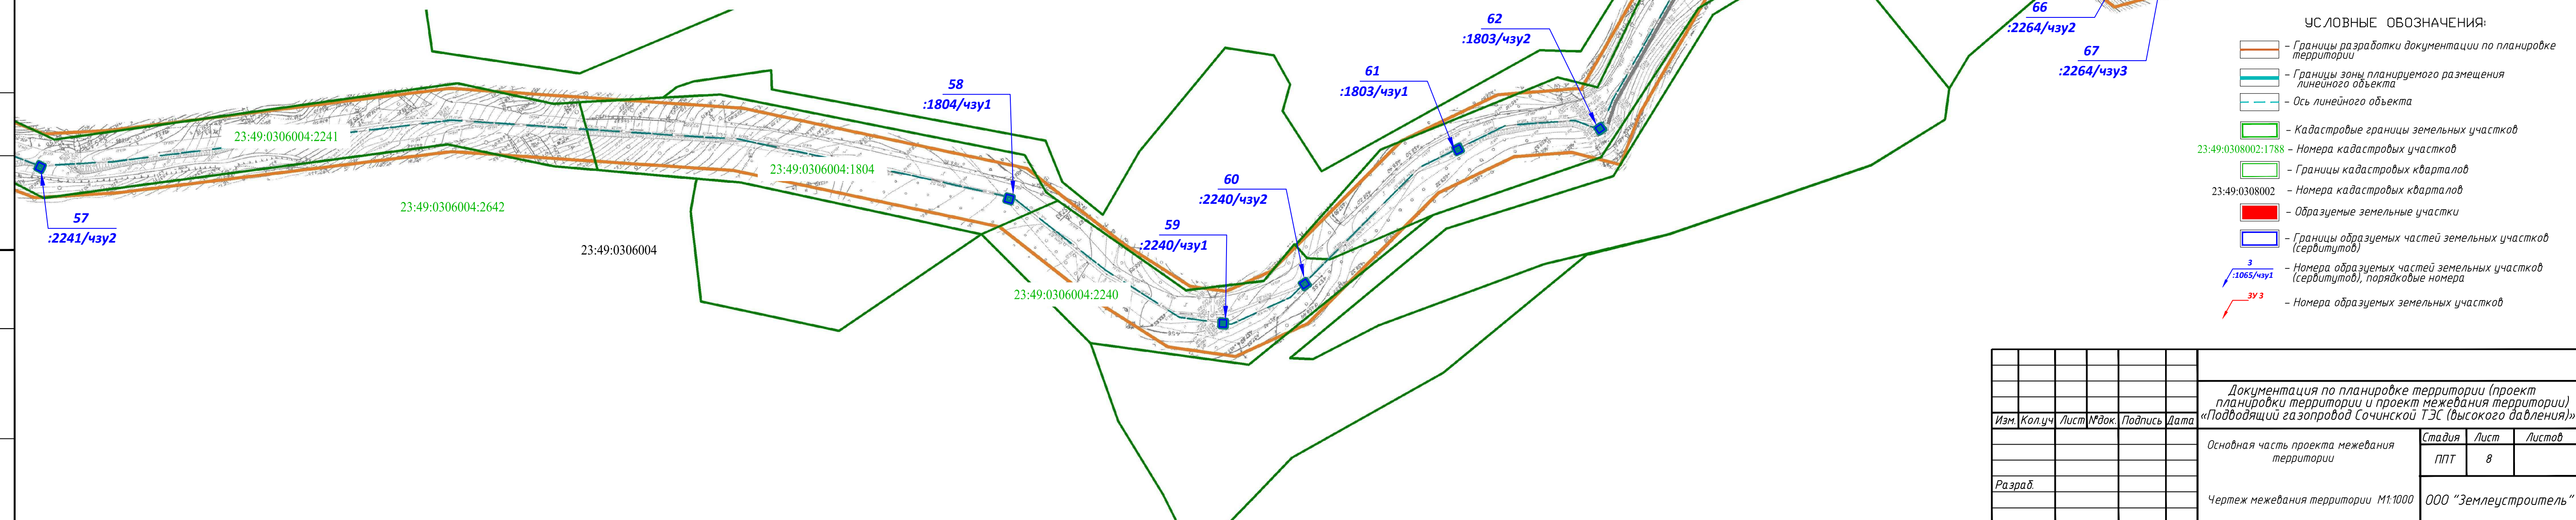 66
:2264/чзу2
67
:2264/чзу3
62
:1803/чзу2
61
:1803/чзу1
58
:1804/чзу1
60
:2240/чзу2
59
:2240/чзу1
57
:2241/чзу2
23:49:0306004:2241
23:49:0306004:1804
23:49:0306004:2642
23:49:0306004
23:49:0306004:2240
УСЛОВНЫЕ ОБОЗНАЧЕНИЯ:
– Границы разработки документации по планировке
территории
– Границы зоны планируемого размещения
линейного объекта
– Ось линейного объекта
– Кадастровые границы земельных участков
23:49:0308002:1788 – Номера кадастровых участков
– Границы кадастровых кварталов
23:49:0308002 – Номера кадастровых кварталов
– Образуемые земельные участки
– Границы образуемых частей земельных участков
(сервитутов)
3
:1065/чзу1
– Номера образуемых частей земельных участков
(сервитутов), порядковые номера
ЗУ 3 – Номера образуемых земельных участков
Документация по планировке территории (проект
планировки территории и проект межевания территории)
«Подводящий газопровод Сочинской ТЭС (высокого давления)»
Изм. Кол.уч Лист №док. Подпись Дата
Основная часть проекта межевания
территории
Стадия Лист Листов
ППТ 8
Разраб.
Чертеж межевания территории М1:1000
ООО "Землеустроитель"